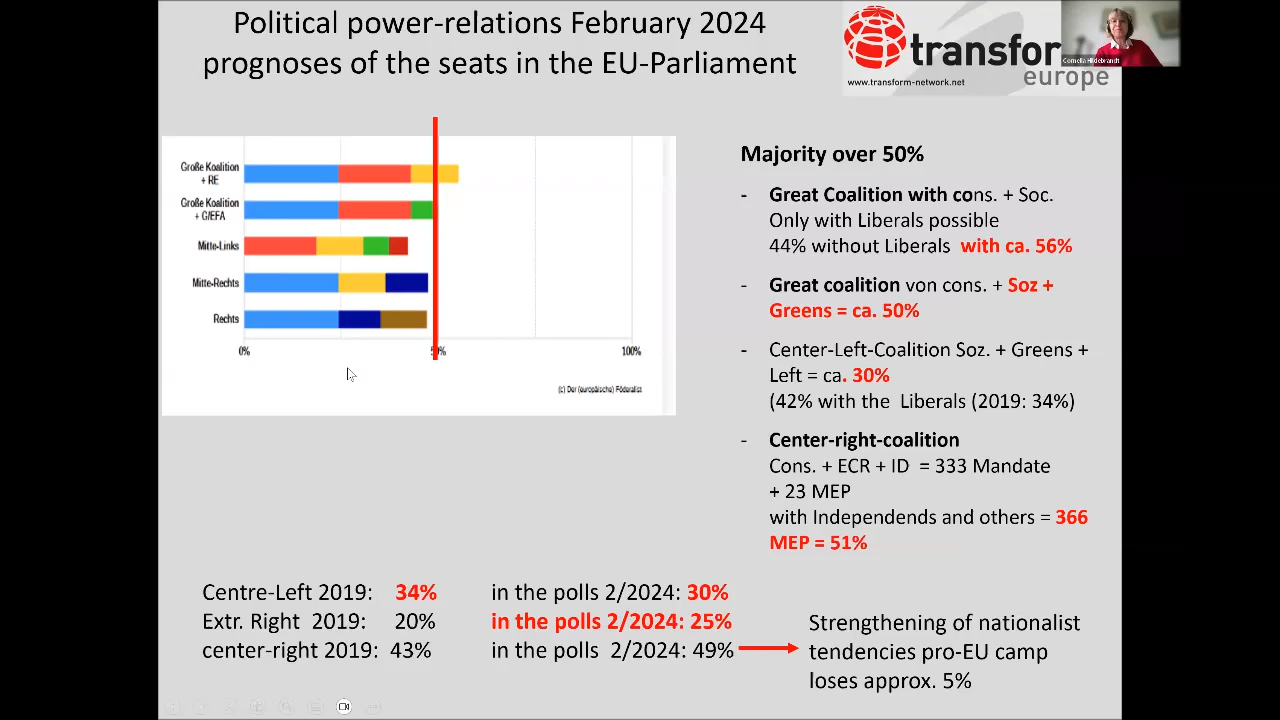 Political power-relations February 2024
prognoses of the seats in the EU-Parliament
transfor
europe
www.transform-network.net
Cornelia Hildebrandt
Große Koalition
+ RE
Große Koalition
+ G/EFA
Mitte-Links
Mitte-Rechts
Rechts
0%
100%
(c) Der (europäische) Föderalist
Majority over 50%
- Great Coalition with cons. + Soc.
Only with Liberals possible
44% without Liberals with ca. 56%
- Great coalition von cons. + Soz +
Greens = ca. 50%
- Center-Left-Coalition Soz. + Greens +
Left = ca. 30%
(42% with the Liberals (2019: 34%)
- Center-right-coalition
Cons. + ECR + ID = 333 Mandate
+ 23 MEP
with Independends and others = 366
MEP = 51%
Centre-Left 2019: 34% in the polls 2/2024: 30%
Extr. Right 2019: 20% in the polls 2/2024: 25%
center-right 2019: 43% in the polls 2/2024: 49%
Strengthening of nationalist
tendencies pro-EU camp
loses approx. 5%